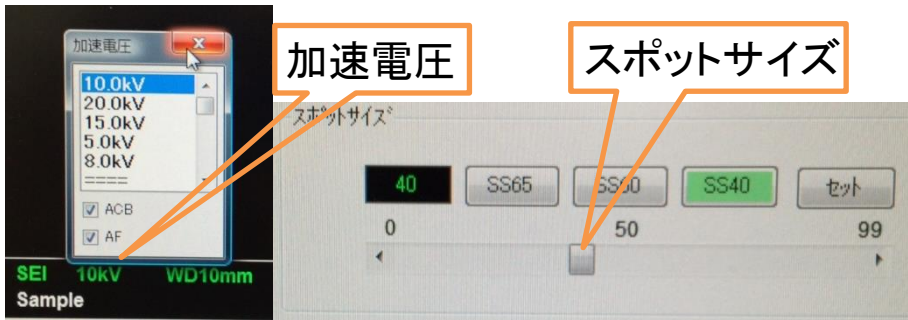 加速電圧
10.0kV
20.0kV
15.0kV
5.0kV
8.0kV
====
ACB
AF
SEI 10kV WD10mm
Sample
加速電圧
スポットサイズ
スポットサイズ
40 SS65 SS60 SS40 セット
0 50 99